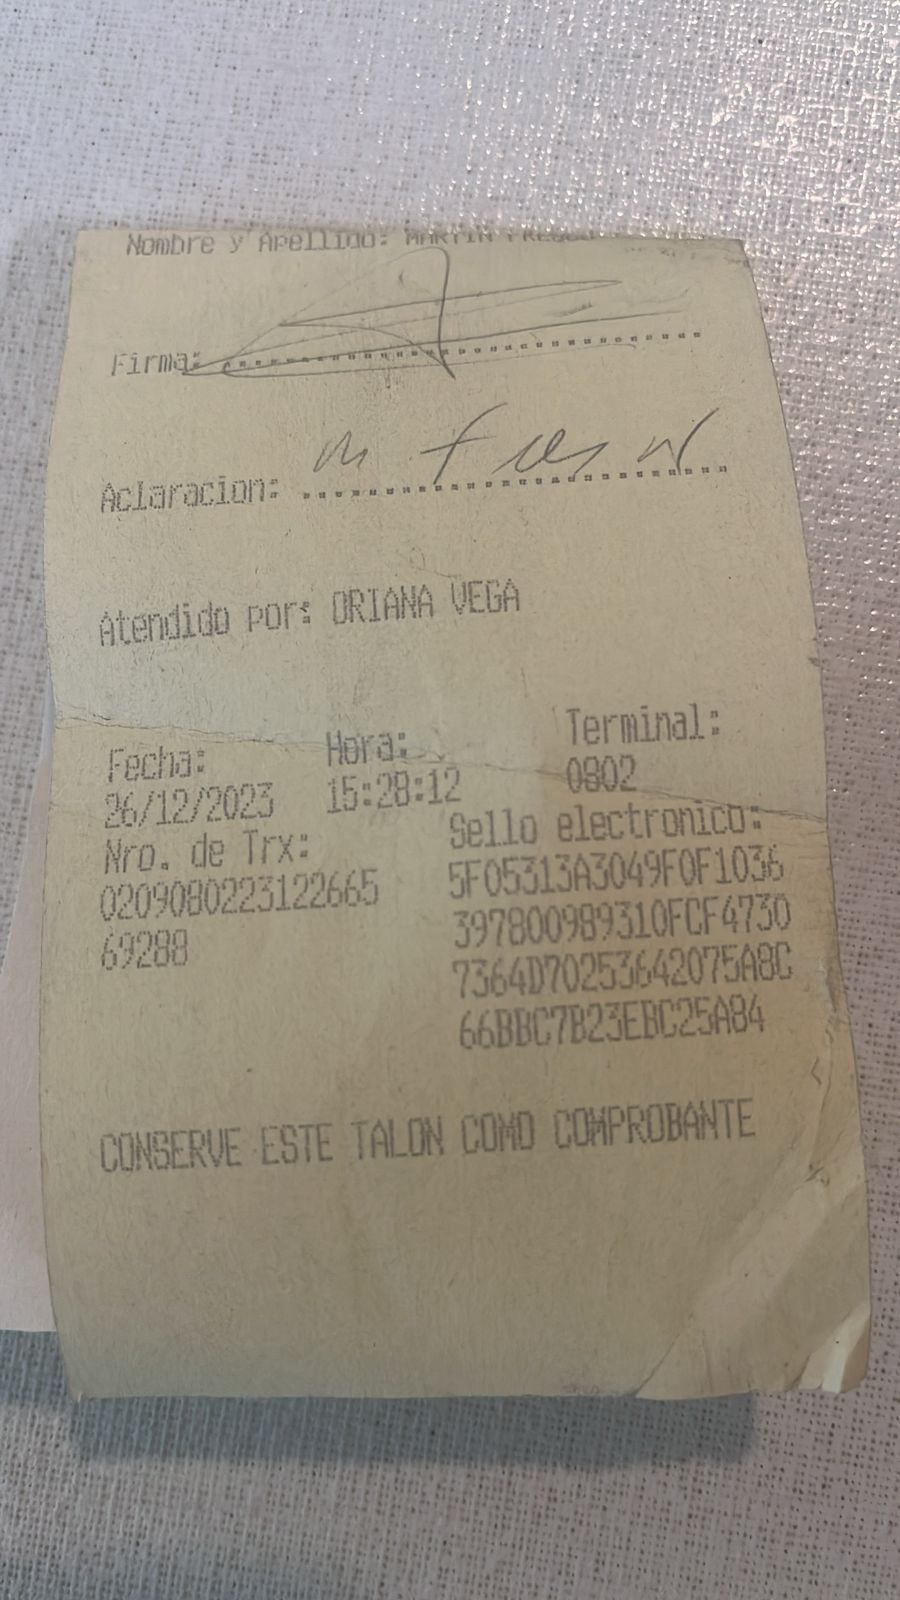 Nombre y Apellido: MARTIN
Firma:
Aclaracion:
Atendido por: ORIANA VEGA
Fecha: Hora: Terminal:
26/12/2023 15:28:12 0802
Nro. de Trx: Sello electronico:
0209080223122665 5F05313A3049F0F1036
69288 397800989310FCF4730
7364D70253642075A8C
66BBC7B23EBC25A84
CONSERVE ESTE TALON COMO COMPROBANTE